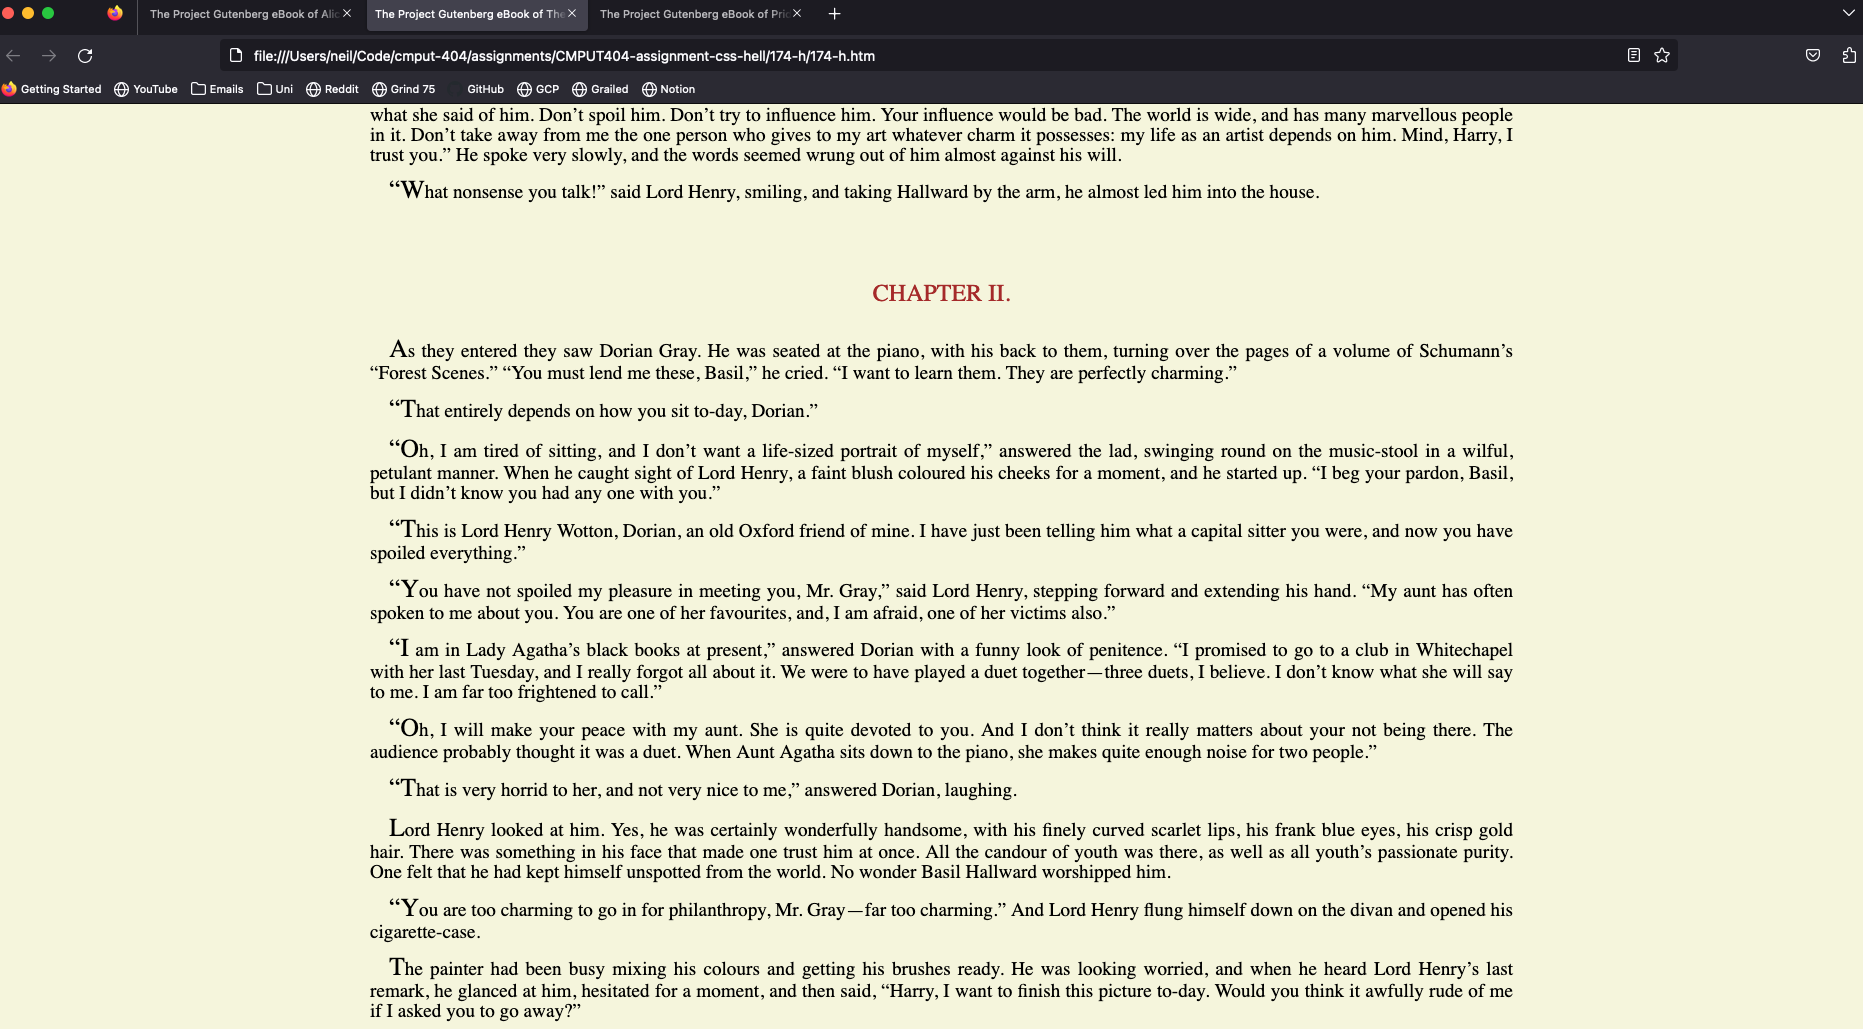 The Project Gutenberg eBook of Alic
The Project Gutenberg eBook of The
The Project Gutenberg eBook of Prid
file:///Users/neil/Code/cmput-404/assignments/CMPUT404-assignment-css-hell/174-h/174-h.htm
Getting Started YouTube Emails Uni Reddit Grind 75 GitHub GCP Grailed Notion
what she said of him. Don’t spoil him. Don’t try to influence him. Your influence would be bad. The world is wide, and has many marvellous people
in it. Don’t take away from me the one person who gives to my art whatever charm it possesses: my life as an artist depends on him. Mind, Harry, I
trust you.” He spoke very slowly, and the words seemed wrung out of him almost against his will.
“What nonsense you talk!” said Lord Henry, smiling, and taking Hallward by the arm, he almost led him into the house.
CHAPTER II.
As they entered they saw Dorian Gray. He was seated at the piano, with his back to them, turning over the pages of a volume of Schumann’s
“Forest Scenes.” “You must lend me these, Basil,” he cried. “I want to learn them. They are perfectly charming.”
“That entirely depends on how you sit to-day, Dorian.”
“Oh, I am tired of sitting, and I don’t want a life-sized portrait of myself,” answered the lad, swinging round on the music-stool in a wilful,
petulant manner. When he caught sight of Lord Henry, a faint blush coloured his cheeks for a moment, and he started up. “I beg your pardon, Basil,
but I didn’t know you had any one with you.”
“This is Lord Henry Wotton, Dorian, an old Oxford friend of mine. I have just been telling him what a capital sitter you were, and now you have
spoiled everything.”
“You have not spoiled my pleasure in meeting you, Mr. Gray,” said Lord Henry, stepping forward and extending his hand. “My aunt has often
spoken to me about you. You are one of her favourites, and, I am afraid, one of her victims also.”
“I am in Lady Agatha’s black books at present,” answered Dorian with a funny look of penitence. “I promised to go to a club in Whitechapel
with her last Tuesday, and I really forgot all about it. We were to have played a duet together—three duets, I believe. I don’t know what she will say
to me. I am far too frightened to call.”
“Oh, I will make your peace with my aunt. She is quite devoted to you. And I don’t think it really matters about your not being there. The
audience probably thought it was a duet. When Aunt Agatha sits down to the piano, she makes quite enough noise for two people.”
“That is very horrid to her, and not very nice to me,” answered Dorian, laughing.
Lord Henry looked at him. Yes, he was certainly wonderfully handsome, with his finely curved scarlet lips, his frank blue eyes, his crisp gold
hair. There was something in his face that made one trust him at once. All the candour of youth was there, as well as all youth’s passionate purity.
One felt that he had kept himself unspotted from the world. No wonder Basil Hallward worshipped him.
“You are too charming to go in for philanthropy, Mr. Gray—far too charming.” And Lord Henry flung himself down on the divan and opened his
cigarette-case.
The painter had been busy mixing his colours and getting his brushes ready. He was looking worried, and when he heard Lord Henry’s last
remark, he glanced at him, hesitated for a moment, and then said, “Harry, I want to finish this picture to-day. Would you think it awfully rude of me
if I asked you to go away?”